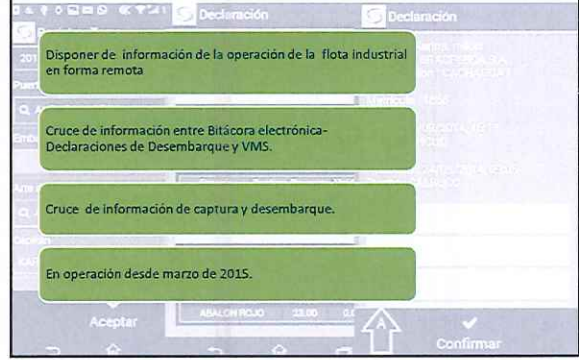 Declaración
Declaración
Disponer de información de la operación de la flota industrial
en forma remota
Cruce de información entre Bitácora electrónica-
Declaraciones de Desembarque y VMS.
Cruce de información de captura y desembarque.
En operación desde marzo de 2015.
ABALON ROJO 23.00
Aceptar
A
Confirmar